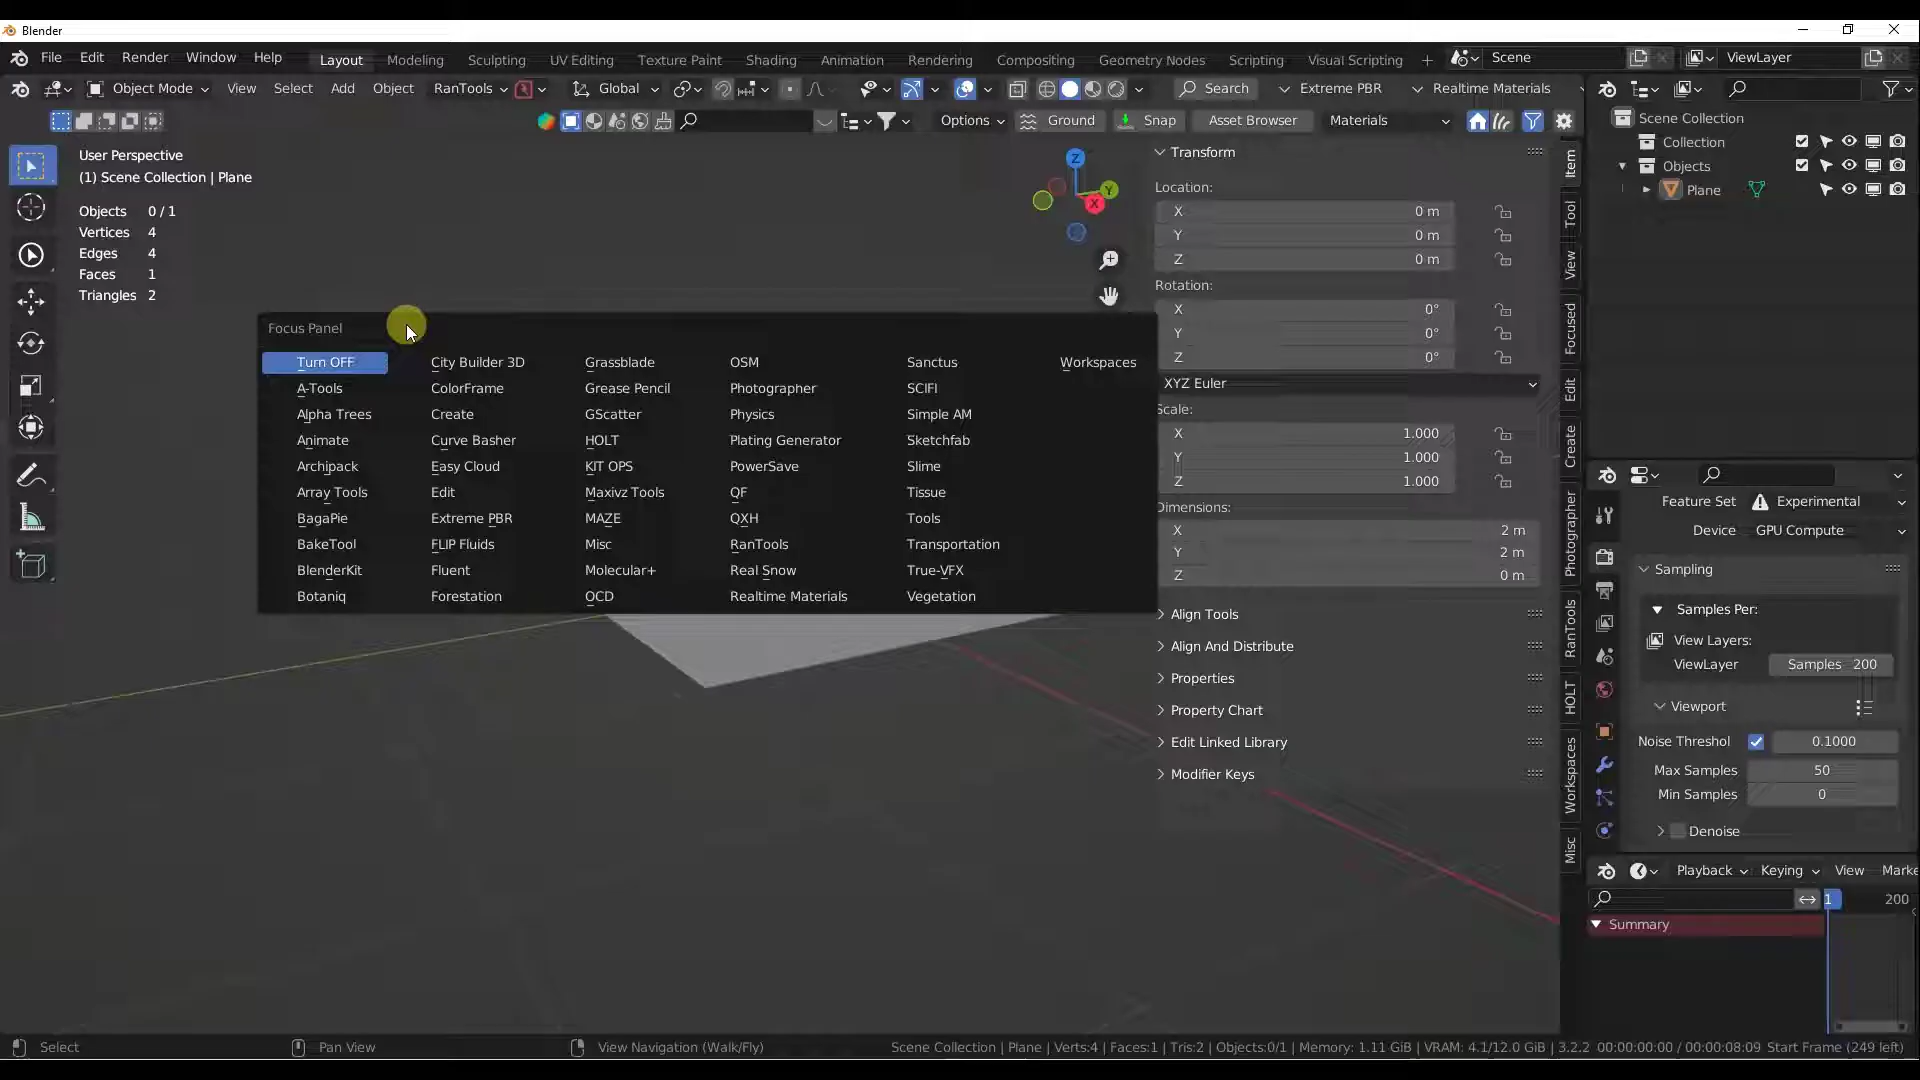 Blender
File Edit Render Window Help Layout Modeling Sculpting UV Editing Texture Paint Shading Animation Rendering Compositing Geometry Nodes Scripting Visual Scripting + Scene ViewLayer
Object Mode View Select Add Object RanTools Global Search Extreme PBR Realtime Materials
Options Ground Snap Asset Browser Materials
User Perspective
(1) Scene Collection | Plane
Objects 0 / 1
Vertices 4
Edges 4
Faces 1
Triangles 2
Z
Y
X
Focus Panel
Turn OFF City Builder 3D Grassblade OSM Sanctus Workspaces
A-Tools ColorFrame Grease Pencil Photographer SCIFI
Alpha Trees Create GScatter Physics Simple AM
Animate Curve Basher HOLT Plating Generator Sketchfab
Archipack Easy Cloud KIT OPS PowerSave Slime
Array Tools Edit Maxivz Tools QF Tissue
BagaPie Extreme PBR MAZE QXH Tools
BakeTool FLIP Fluids Misc RanTools Transportation
BlenderKit Fluent Molecular+ Real Snow True-VFX
Botaniq Forestation OCD Realtime Materials Vegetation
Transform
Location:
X 0 m
Y 0 m
Z 0 m
Rotation:
X 0°
Y 0°
Z 0°
XYZ Euler
Scale:
X 1.000
Y 1.000
Z 1.000
Dimensions:
X 2 m
Y 2 m
Z 0 m
Align Tools
Align And Distribute
Properties
Property Chart
Edit Linked Library
Modifier Keys
Item
Tool
View
Focused
Edit
Create
Photographer
RanTools
HOLT
Workspaces
Misc
Scene Collection
Collection
Objects
Plane
Feature Set Experimental
Device GPU Compute
Sampling
Samples Per:
View Layers:
ViewLayer Samples 200
Viewport
Noise Threshol 0.1000
Max Samples 50
Min Samples 0
Denoise
Playback Keying View Marke
1 200
Summary
Select Pan View View Navigation (Walk/Fly) Scene Collection | Plane | Verts:4 | Faces:1 | Tris:2 | Objects:0/1 | Memory: 1.11 GiB | VRAM: 4.1/12.0 GiB | 3.2.2 00:00:00:00 / 00:00:08:09 Start Frame (249 left)